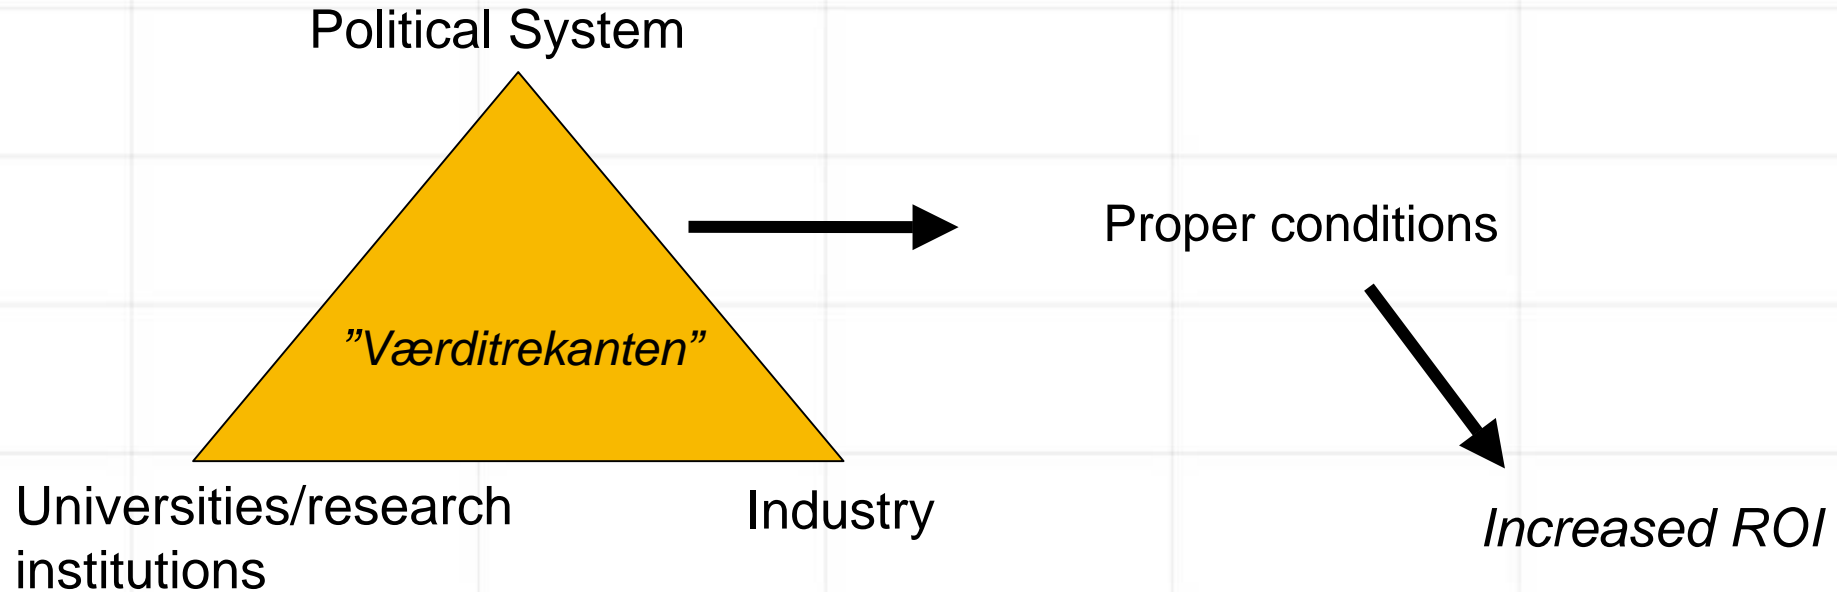 Political System
Proper conditions
”Værditrekanten”
Universities/research
institutions
Industry
Increased ROI